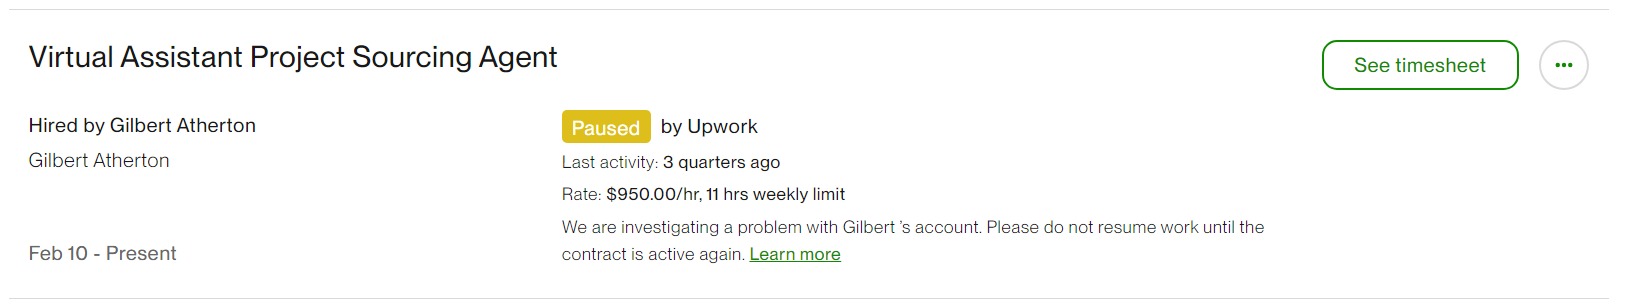 Virtual Assistant Project Sourcing Agent
See timesheet
Hired by Gilbert Atherton
Gilbert Atherton
Feb 10 - Present
Paused by Upwork
Last activity: 3 quarters ago
Rate: $950.00/hr, 11 hrs weekly limit
We are investigating a problem with Gilbert ’s account. Please do not resume work until the
contract is active again. Learn more